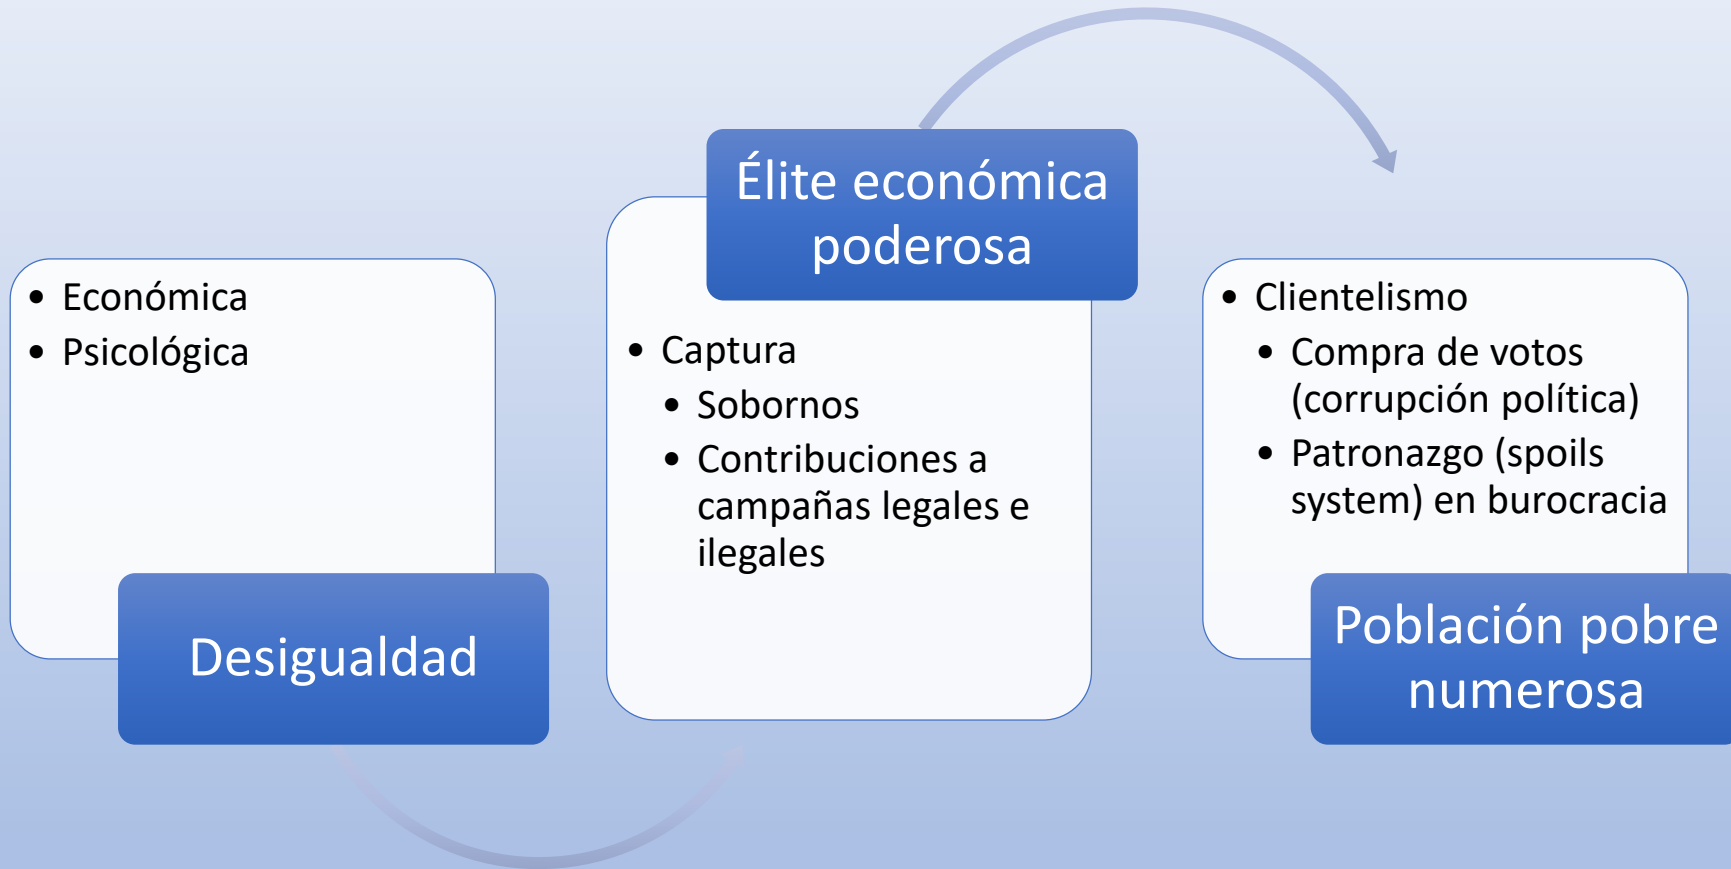 • Económica
• Psicológica
Desigualdad
Élite económica
poderosa
• Captura
• Sobornos
• Contribuciones a
campañas legales e
ilegales
• Clientelismo
• Compra de votos
(corrupción política)
• Patronazgo (spoils
system) en burocracia
Población pobre
numerosa